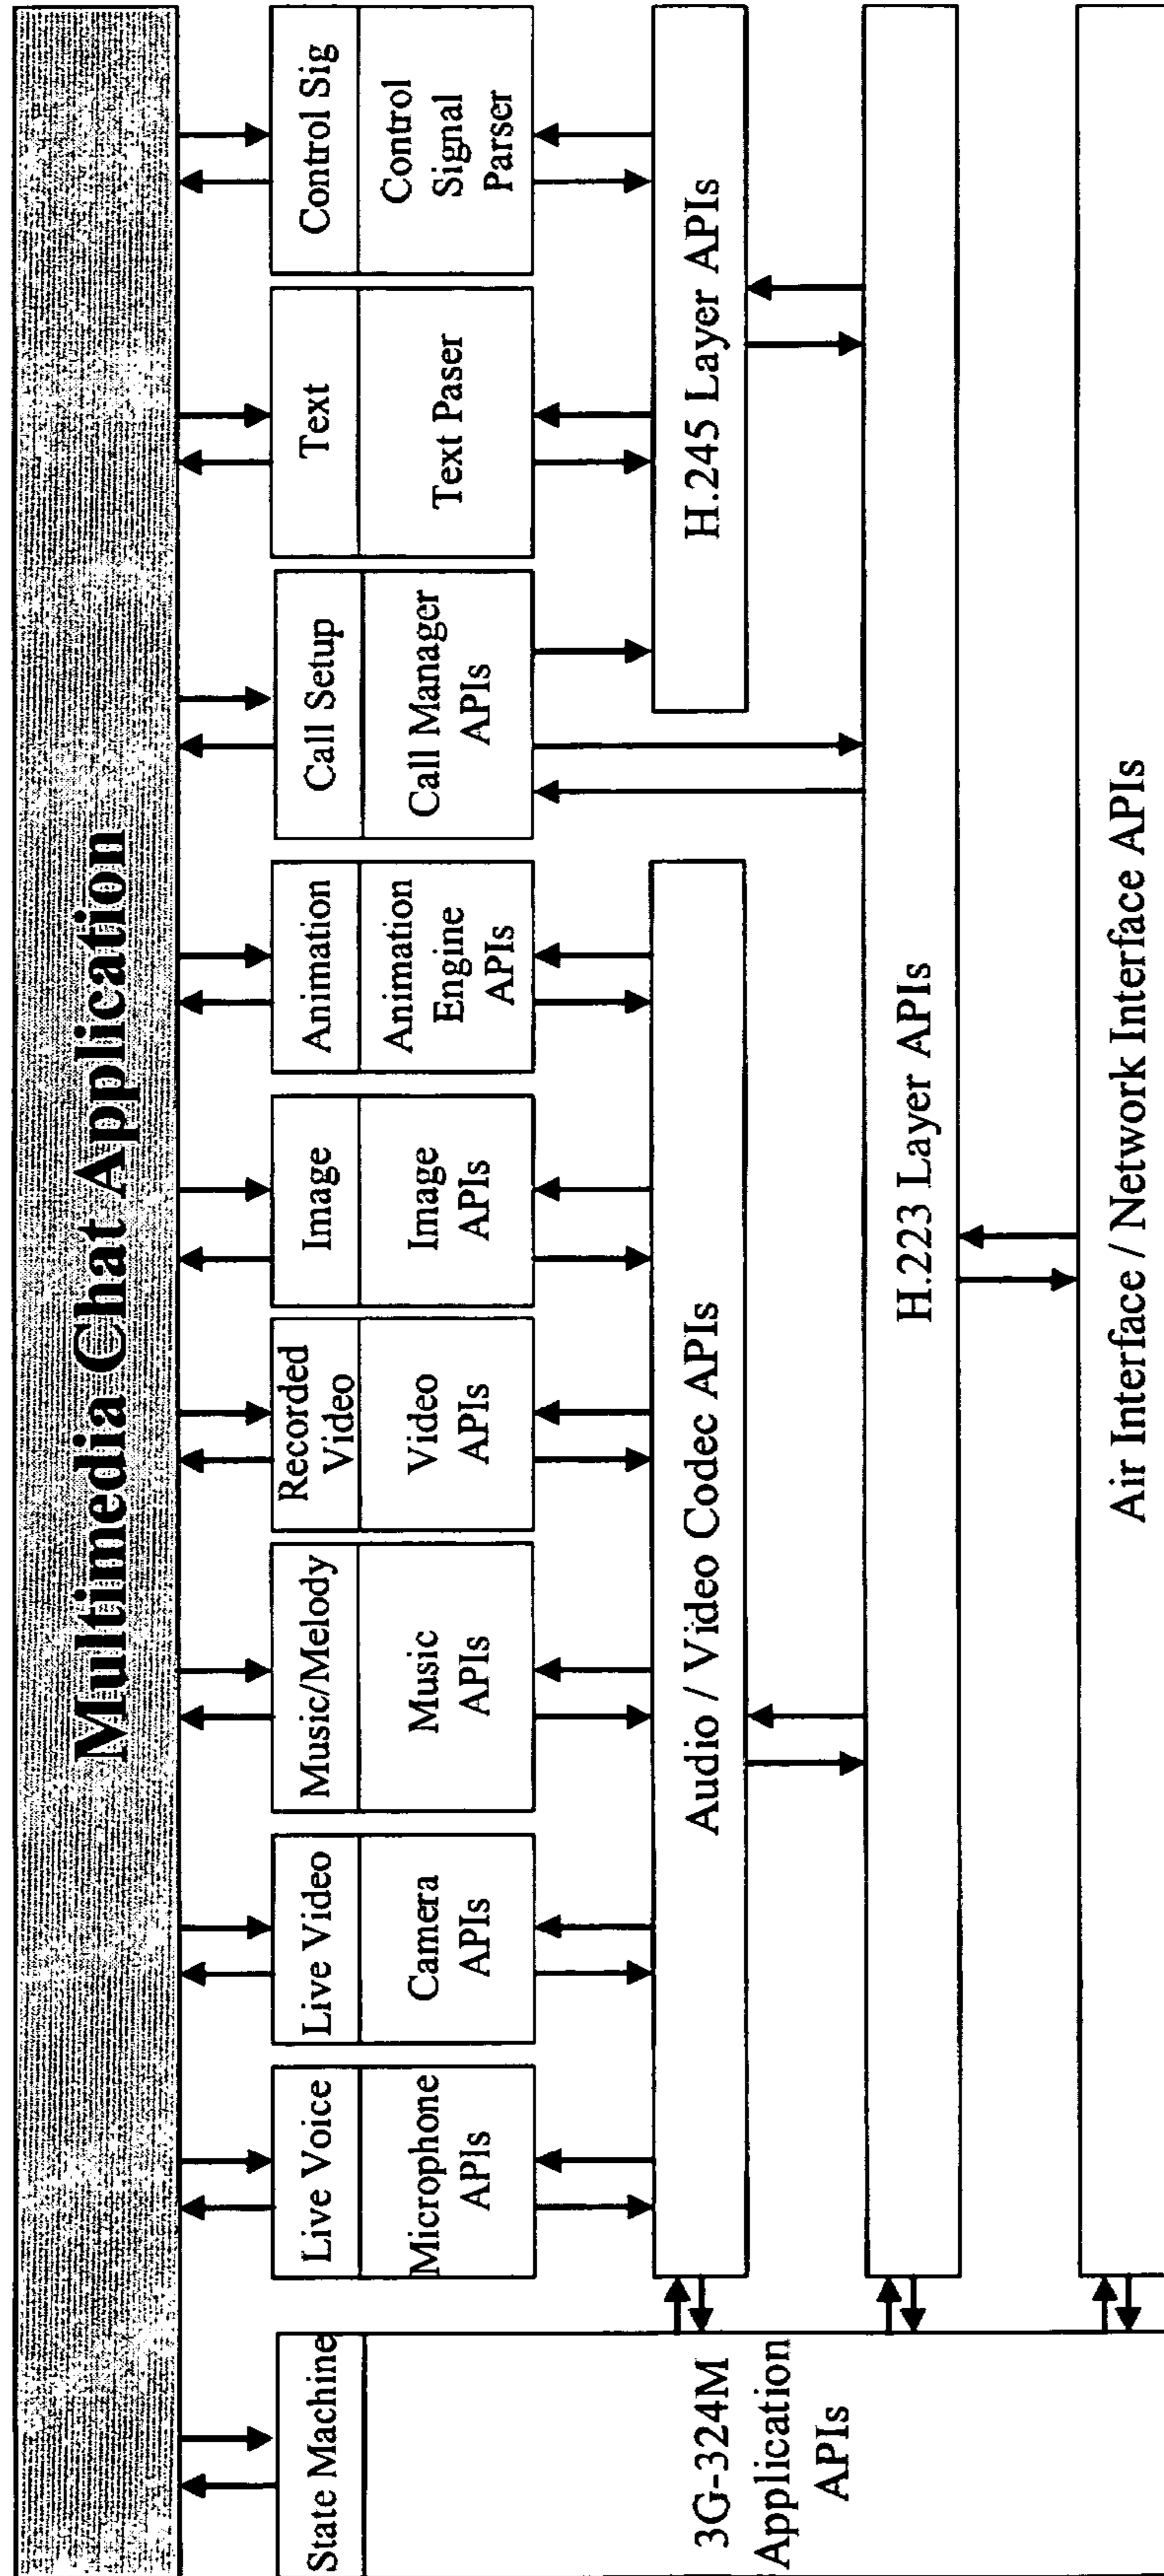 Multimedia Chat Application
State Machine
3G-324M
Application
APIs
Live Voice
Microphone
APIs
Live Video
Camera
APIs
Music/Melody
Music
APIs
Recorded
Video
Video
APIs
Image
Image
APIs
Animation
Animation
Engine
APIs
Call Setup
Call Manager
APIs
Text
Text Paser
Control Sig
Control
Signal
Parser
Audio / Video Codec APIs
H.245 Layer APIs
H.223 Layer APIs
Air Interface / Network Interface APIs